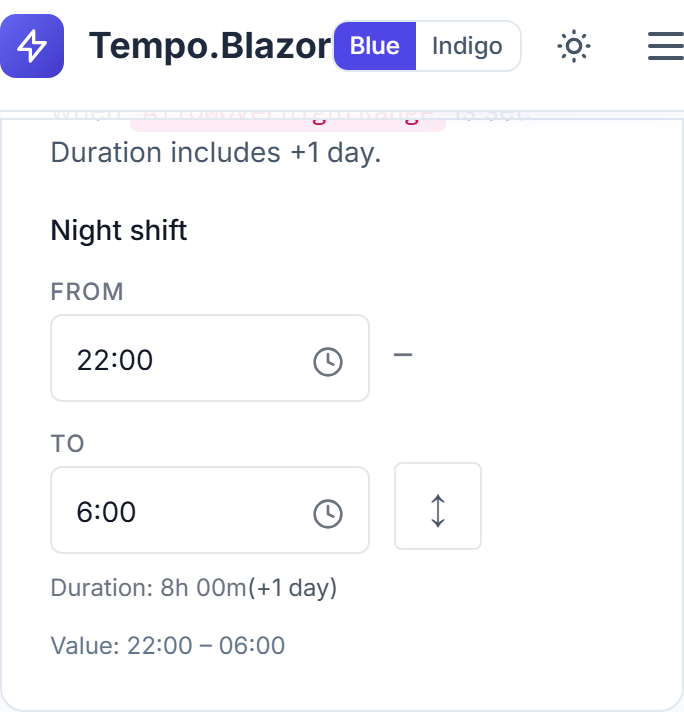 Tempo.Blazor
Blue Indigo
Duration includes +1 day.
Night shift
FROM
22:00
–
TO
6:00
Duration: 8h 00m(+1 day)
Value: 22:00 – 06:00